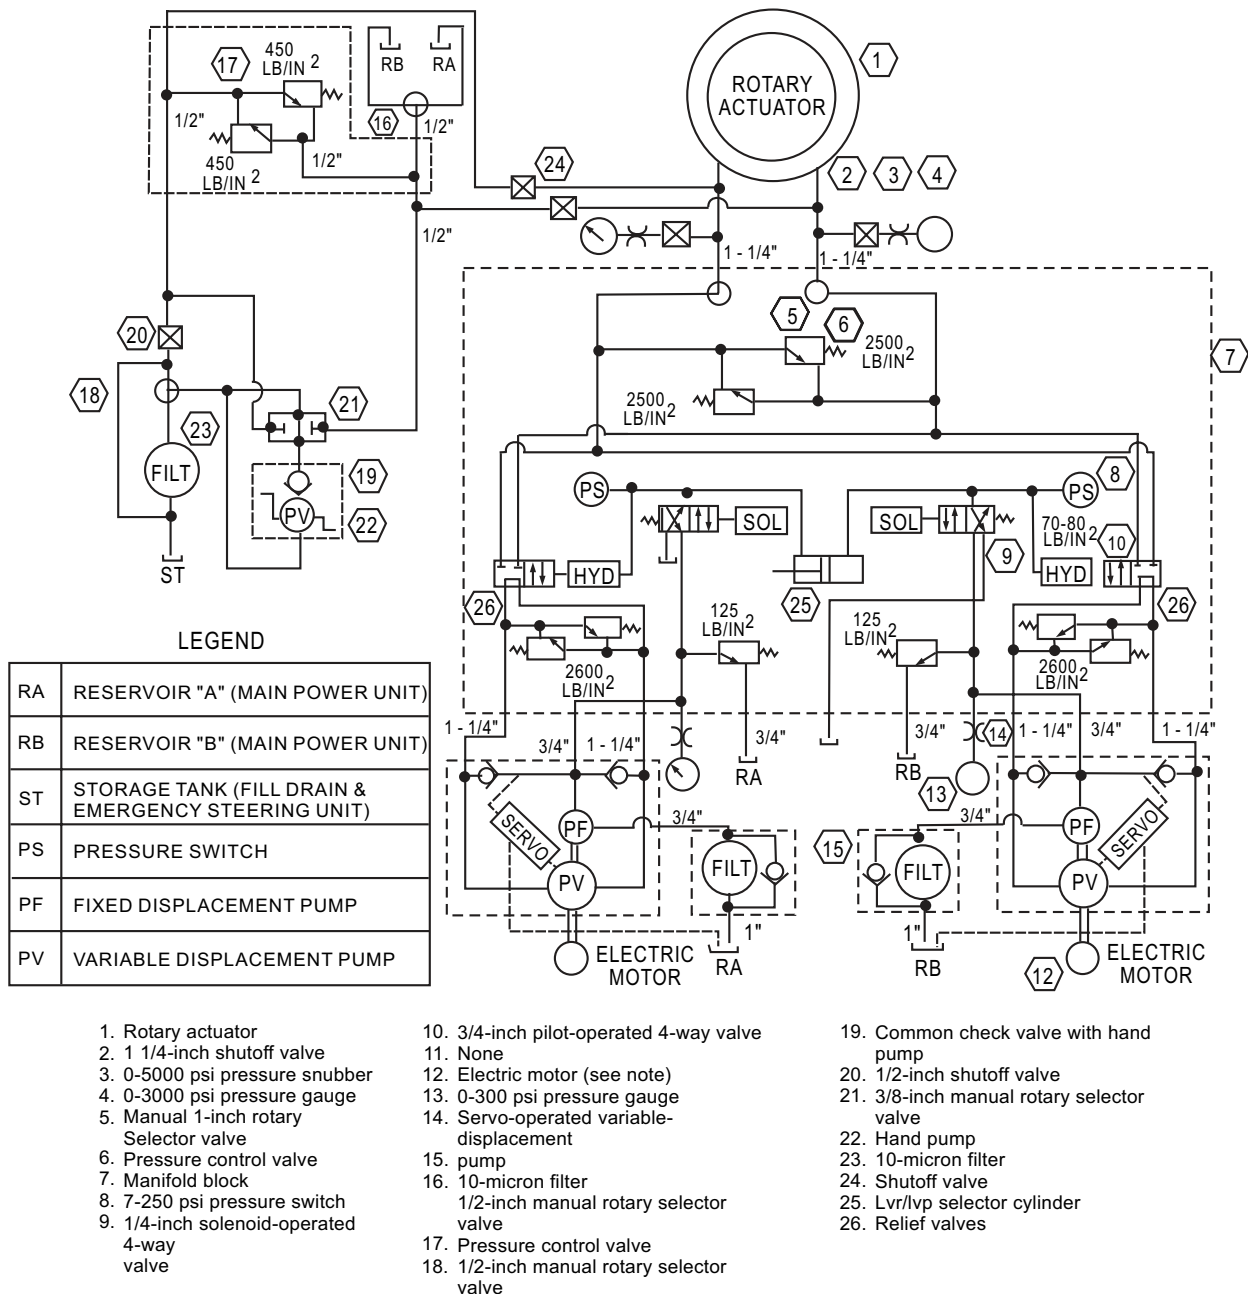 450
LB/IN 2
17
RB
RA
16
1/2"
1/2"
1/2"
450
LB/IN 2
1/2"
ROTARY
ACTUATOR
1
24
2
3
4
1 - 1/4"
1 - 1/4"
5
6
2500
LB/IN2
2500
LB/IN2
7
20
18
21
23
FILT
19
PV
22
ST
PS
SOL
SOL
PS
8
70-80
LB/IN2
10
9
HYD
HYD
26
25
26
125
LB/IN2
125
LB/IN2
2600
LB/IN2
2600
LB/IN2
1 - 1/4"
3/4"
1 - 1/4"
3/4"
3/4"
14
1 - 1/4"
3/4"
1 - 1/4"
RA
RB
13
SERVO
PF
3/4"
15
3/4"
PF
SERVO
PV
FILT
FILT
PV
1"
1"
ELECTRIC
MOTOR
RA
RB
12
ELECTRIC
MOTOR
LEGEND
RA RESERVOIR "A" (MAIN POWER UNIT)
RB RESERVOIR "B" (MAIN POWER UNIT)
ST STORAGE TANK (FILL DRAIN &
EMERGENCY STEERING UNIT)
PS PRESSURE SWITCH
PF FIXED DISPLACEMENT PUMP
PV VARIABLE DISPLACEMENT PUMP
1. Rotary actuator
2. 1 1/4-inch shutoff valve
3. 0-5000 psi pressure snubber
4. 0-3000 psi pressure gauge
5. Manual 1-inch rotary
Selector valve
6. Pressure control valve
7. Manifold block
8. 7-250 psi pressure switch
9. 1/4-inch solenoid-operated
4-way
valve
10. 3/4-inch pilot-operated 4-way valve
11. None
12. Electric motor (see note)
13. 0-300 psi pressure gauge
14. Servo-operated variable-
displacement
15. pump
16. 10-micron filter
1/2-inch manual rotary selector
valve
17. Pressure control valve
18. 1/2-inch manual rotary selector
valve
19. Common check valve with hand
pump
20. 1/2-inch shutoff valve
21. 3/8-inch manual rotary selector
valve
22. Hand pump
23. 10-micron filter
24. Shutoff valve
25. Lvr/lvp selector cylinder
26. Relief valves